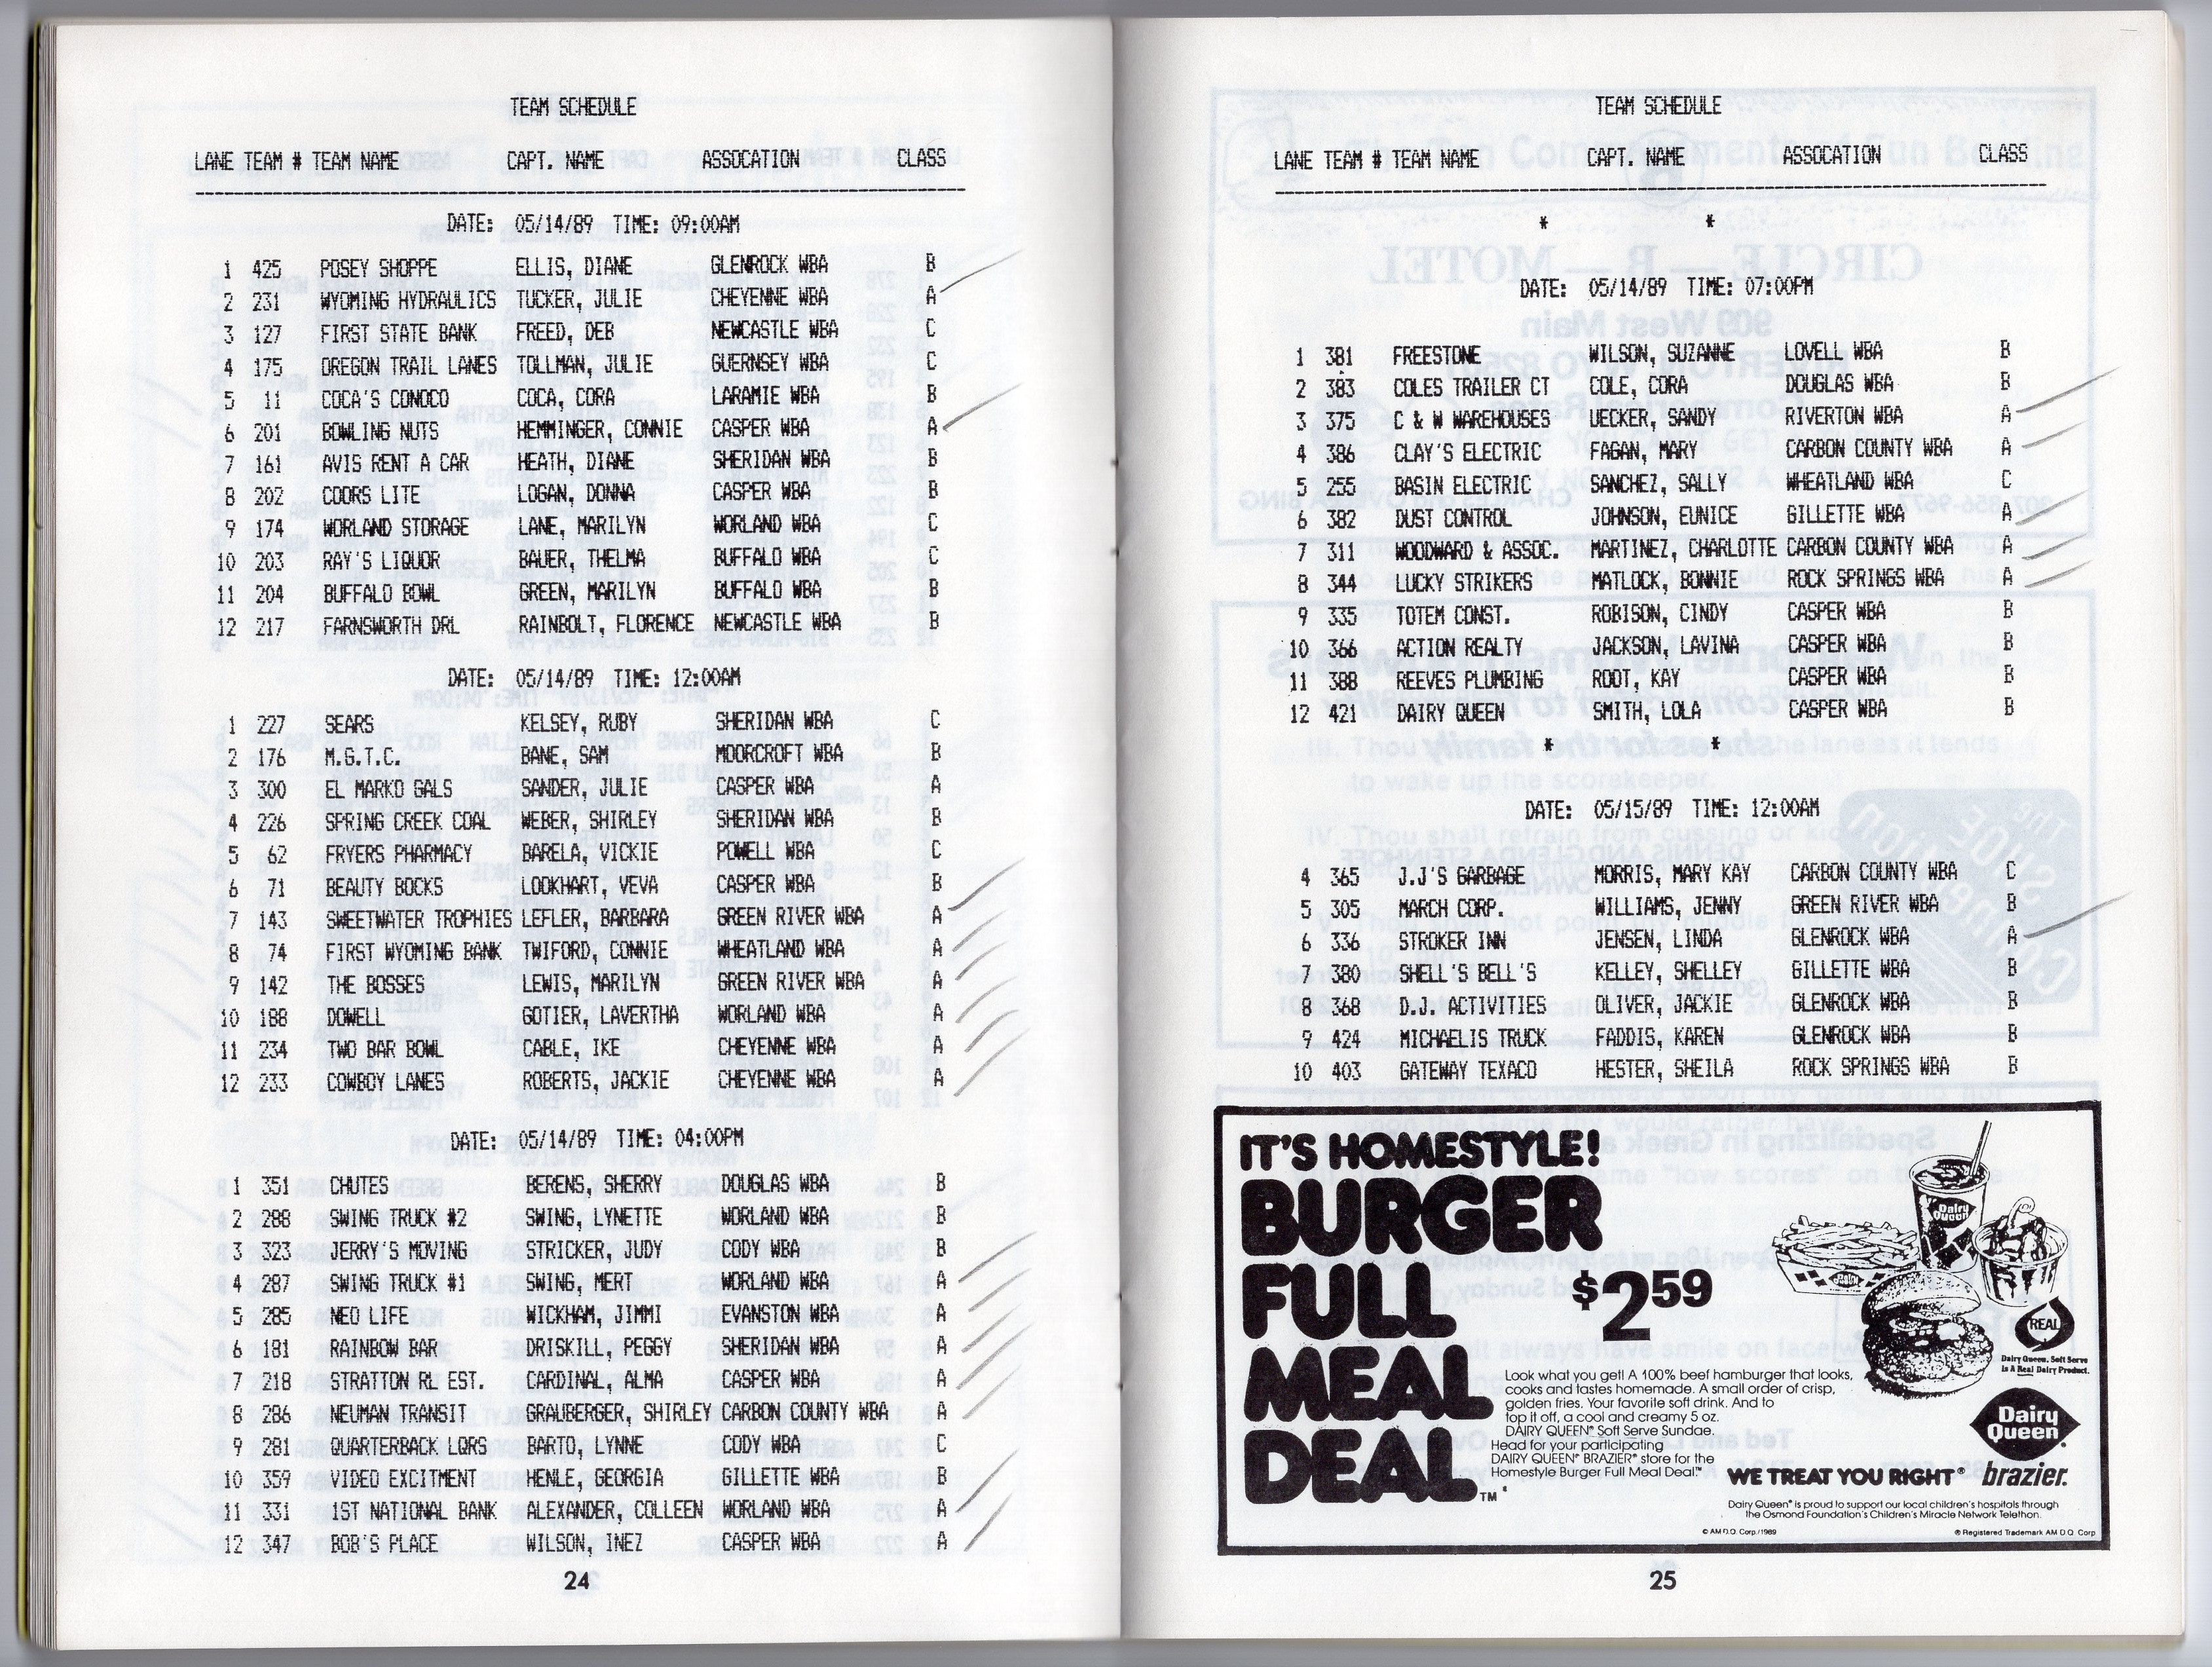 TEAM SCHEDULE
LANE TEAM # TEAM NAME CAPT. NAME ASSOCATION CLASS
DATE: 05/14/89 TIME: 09:00AM
1 425 POSEY SHOPPE ELLIS, DIANE GLENROCK WBA B
2 231 WYOMING HYDRAULICS TUCKER, JULIE CHEYENNE WBA A
3 127 FIRST STATE BANK FREED, DEB NEWCASTLE WBA C
4 175 OREGON TRAIL LANES TOLLMAN, JULIE GUERNSEY WBA C
5 11 COCA'S CONOCO COCA, CORA LARAMIE WBA B
6 201 BOWLING NUTS HEMMINGER, CONNIE CASPER WBA A
7 161 AVIS RENT A CAR HEATH, DIANE SHERIDAN WBA B
8 202 COORS LITE LOGAN, DONNA CASPER WBA B
9 174 WORLAND STORAGE LANE, MARILYN WORLAND WBA C
10 203 RAY'S LIQUOR BAUER, THELMA BUFFALO WBA C
11 204 BUFFALO BOWL GREEN, MARILYN BUFFALO WBA B
12 217 FARNSWORTH DRL RAINBOLT, FLORENCE NEWCASTLE WBA B
DATE: 05/14/89 TIME: 12:00AM
1 227 SEARS KELSEY, RUBY SHERIDAN WBA C
2 176 M.G.T.C. BANE, SAM MOORCROFT WBA B
3 300 EL MARKO GALS SANDER, JULIE CASPER WBA A
4 226 SPRING CREEK COAL WEBER, SHIRLEY SHERIDAN WBA B
5 62 FRYERS PHARMACY BARELA, VICKIE POWELL WBA C
6 71 BEAUTY BOCKS LOOKHART, VEVA CASPER WBA B
7 143 SWEETWATER TROPHIES LEFLER, BARBARA GREEN RIVER WBA A
8 74 FIRST WYOMING BANK TWIFORD, CONNIE WHEATLAND WBA A
9 142 THE BOSSES LEWIS, MARILYN GREEN RIVER WBA A
10 188 DOWELL GOTIER, LAVERTHA WORLAND WBA A
11 234 TWO BAR BOWL CABLE, IKE CHEYENNE WBA A
12 233 COWBOY LANES ROBERTS, JACKIE CHEYENNE WBA A
DATE: 05/14/89 TIME: 04:00PM
1 351 CHUTES BERENS, SHERRY DOUGLAS WBA B
2 288 SWING TRUCK #2 SWING, LYNETTE WORLAND WBA B
3 323 JERRY'S MOVING STRICKER, JUDY CODY WBA B
4 287 SWING TRUCK #1 SWING, MERT WORLAND WBA A
5 285 NEO LIFE WICKHAM, JIMMI EVANSTON WBA A
6 181 RAINBOW BAR DRISKILL, PEGGY SHERIDAN WBA A
7 218 STRATTON RL EST. CARDINAL, ALMA CASPER WBA A
8 286 NEUMAN TRANSIT GRAUBERGER, SHIRLEY CARBON COUNTY WBA A
9 281 QUARTERBACK LQRS BARTO, LYNNE CODY WBA C
10 359 VIDEO EXCITMENT HENLE, GEORGIA GILLETTE WBA B
11 331 1ST NATIONAL BANK ALEXANDER, COLLEEN WORLAND WBA A
12 347 BOB'S PLACE WILSON, INEZ CASPER WBA A
24
TEAM SCHEDULE
LANE TEAM # TEAM NAME CAPT. NAME ASSOCATION CLASS
* *
DATE: 05/14/89 TIME: 07:00PM
1 381 FREESTONE WILSON, SUZANNE LOVELL WBA B
2 383 COLES TRAILER CT COLE, CORA DOUGLAS WBA B
3 375 C & W WAREHOUSES UECKER, SANDY RIVERTON WBA A
4 386 CLAY'S ELECTRIC FAGAN, MARY CARBON COUNTY WBA A
5 255 BASIN ELECTRIC SANCHEZ, SALLY WHEATLAND WBA C
6 382 DUST CONTROL JOHNSON, EUNICE GILLETTE WBA A
7 311 WOODWARD & ASSOC. MARTINEZ, CHARLOTTE CARBON COUNTY WBA A
8 344 LUCKY STRIKERS MATLOCK, BONNIE ROCK SPRINGS WBA A
9 335 TOTEM CONST. ROBISON, CINDY CASPER WBA B
10 366 ACTION REALTY JACKSON, LAVINA CASPER WBA B
11 388 REEVES PLUMBING ROOT, KAY CASPER WBA B
12 421 DAIRY QUEEN SMITH, LOLA CASPER WBA B
* *
DATE: 05/15/89 TIME: 12:00AM
4 365 J.J'S GARBAGE MORRIS, MARY KAY CARBON COUNTY WBA C
5 305 MARCH CORP. WILLIAMS, JENNY GREEN RIVER WBA B
6 336 STROKER INN JENSEN, LINDA GLENROCK WBA A
7 380 SHELL'S BELL'S KELLEY, SHELLEY GILLETTE WBA B
8 368 D.J. ACTIVITIES OLIVER, JACKIE GLENROCK WBA B
9 424 MICHAELIS TRUCK FADDIS, KAREN GLENROCK WBA B
10 403 GATEWAY TEXACO HESTER, SHEILA ROCK SPRINGS WBA B
IT'S HOMESTYLE!
BURGER
FULL
MEAL
DEAL™
$2 59
Look what you get! A 100% beef hamburger that looks,
cooks and tastes homemade. A small order of crisp,
golden fries. Your favorite soft drink. And to
top it off, a cool and creamy 5 oz.
DAIRY QUEEN® Soft Serve Sundae.
Head for your participating
DAIRY QUEEN® BRAZIER® store for the
Homestyle Burger Full Meal Deal.™
Dairy Queen
REAL
Dairy Queen. Soft Serve
is A Real Dairy Product.
Dairy
Queen®
brazier.
WE TREAT YOU RIGHT®
Dairy Queen® is proud to support our local children's hospitals through
the Osmond Foundation's Children's Miracle Network Telethon.
© AM D.Q. Corp./1989
® Registered Trademark AM D.Q. Corp
25